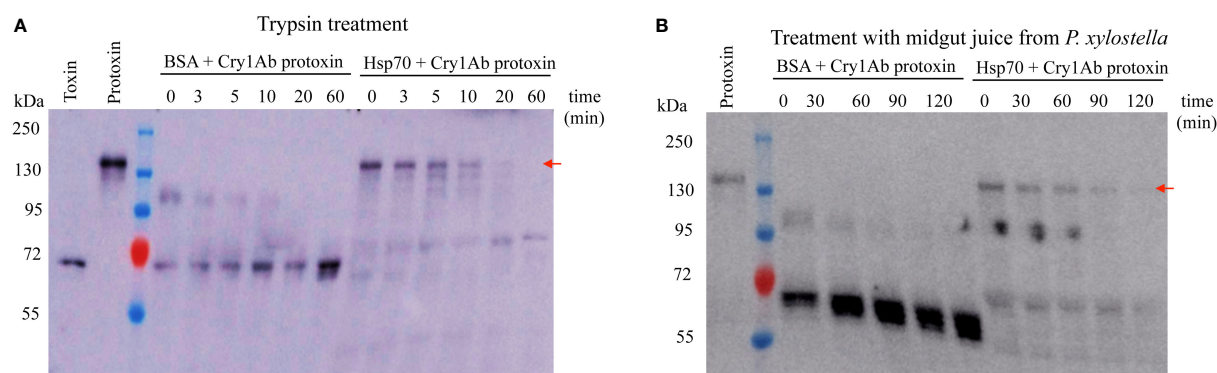 A
Trypsin treatment
BSA + Cry1Ab protoxin
Hsp70 + Cry1Ab protoxin
Toxin
Protoxin
kDa
0 3 5 10 20 60
0 3 5 10 20 60
time
(min)
250
130
95
72
55
B
Treatment with midgut juice from P. xylostella
BSA + Cry1Ab protoxin
Hsp70 + Cry1Ab protoxin
Protoxin
kDa
0 30 60 90 120
0 30 60 90 120
time
(min)
250
130
95
72
55